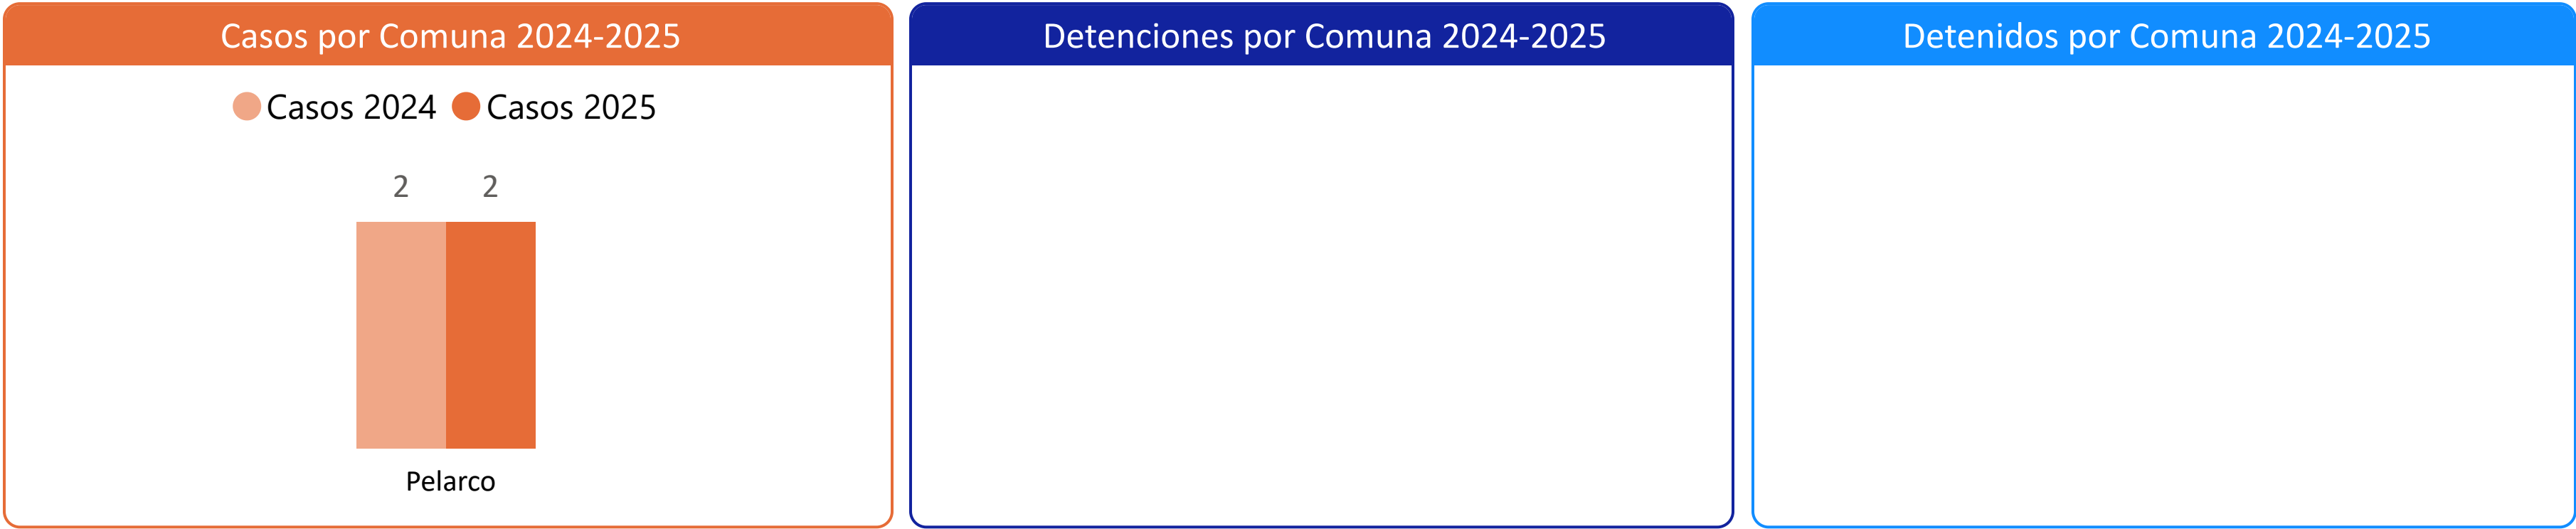 Casos por Comuna 2024-2025
Casos 2024 Casos 2025
2 2
Pelarco
Detenciones por Comuna 2024-2025
Detenidos por Comuna 2024-2025